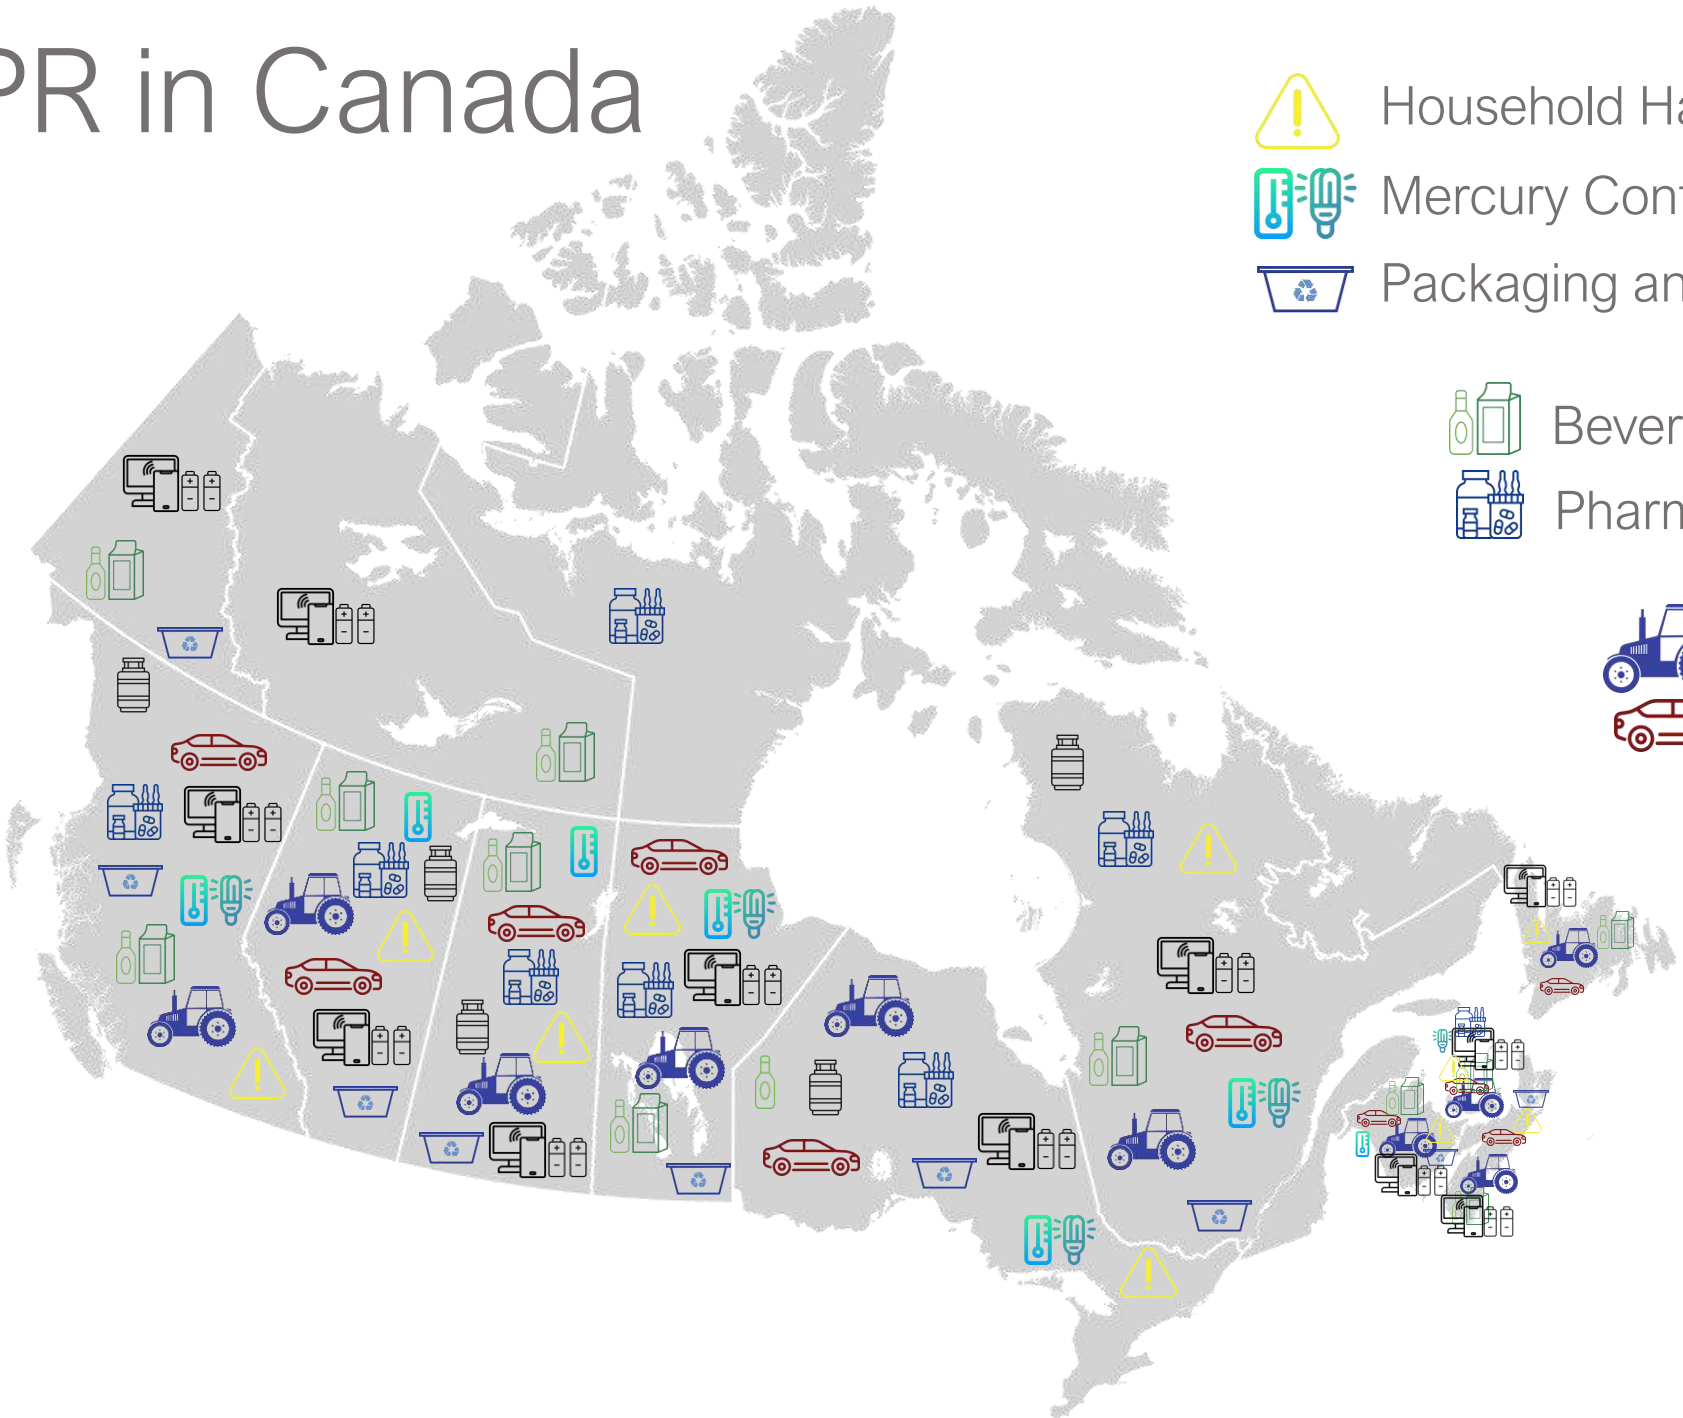 PR in Canada
Household Ha
Mercury Con
Packaging an
Bever
Pharm